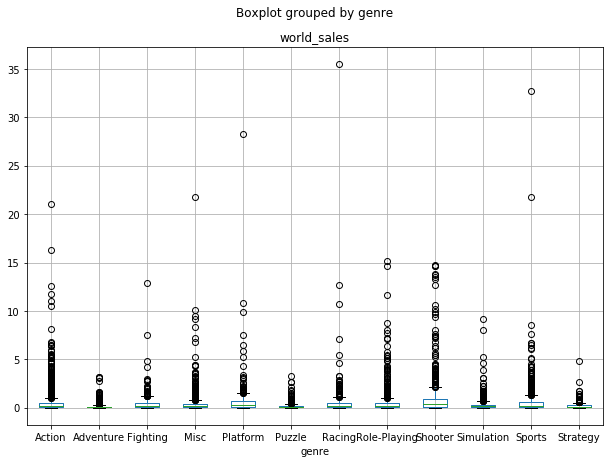 Boxplot grouped by genre
world_sales
35
30
25
20
15
10
5
0
Action Adventure Fighting Misc Platform Puzzle Racing Role-Playing Shooter Simulation Sports Strategy
genre